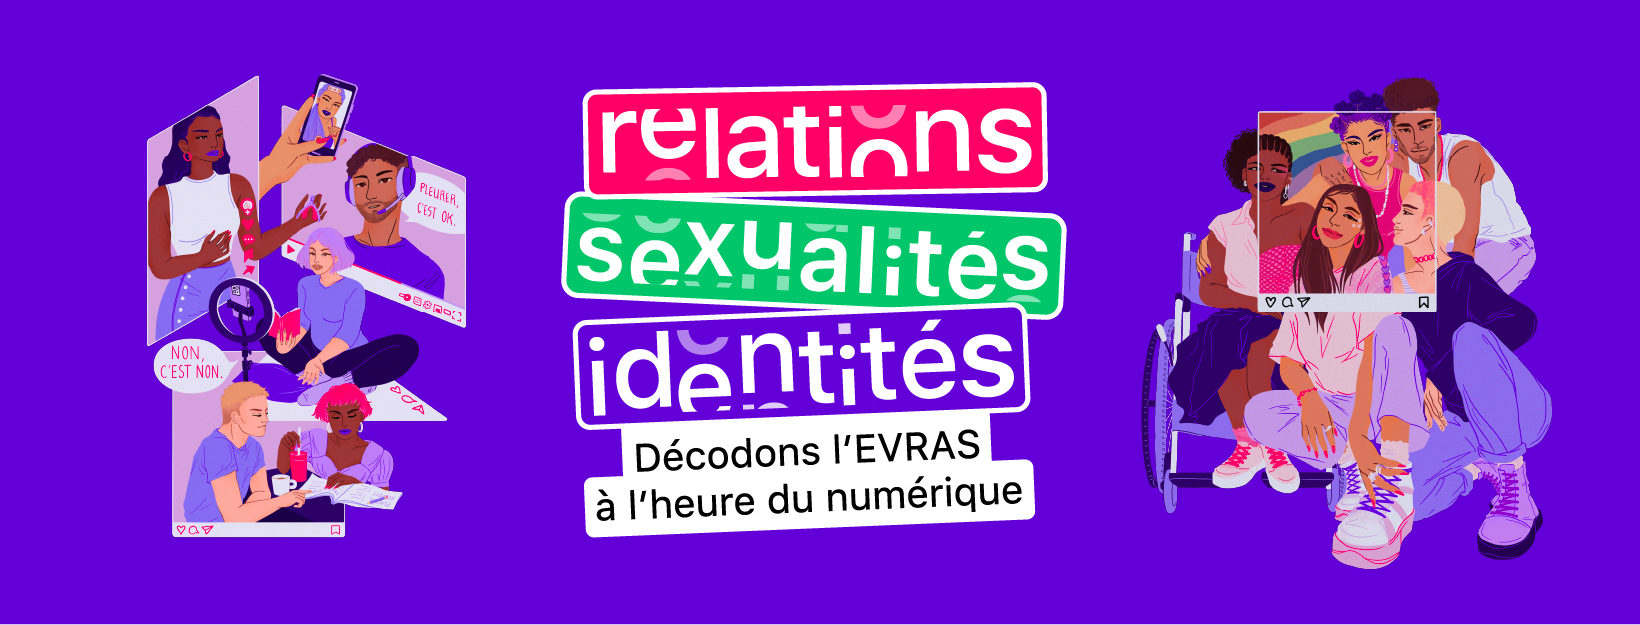 PLEURER,
C'EST OK.
NON,
C'EST NON.
relations
sexualités
identités
Décodons l'EVRAS
à l'heure du numérique